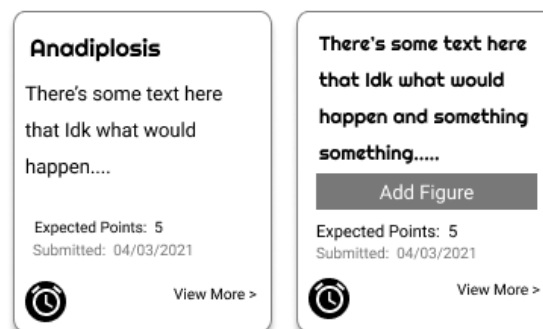 Anadiplosis
There's some text here
that Idk what would
happen....
Expected Points: 5
Submitted: 04/03/2021
View More >
There's some text here
that Idk what would
happen and something
something.....
Add Figure
Expected Points: 5
Submitted: 04/03/2021
View More >